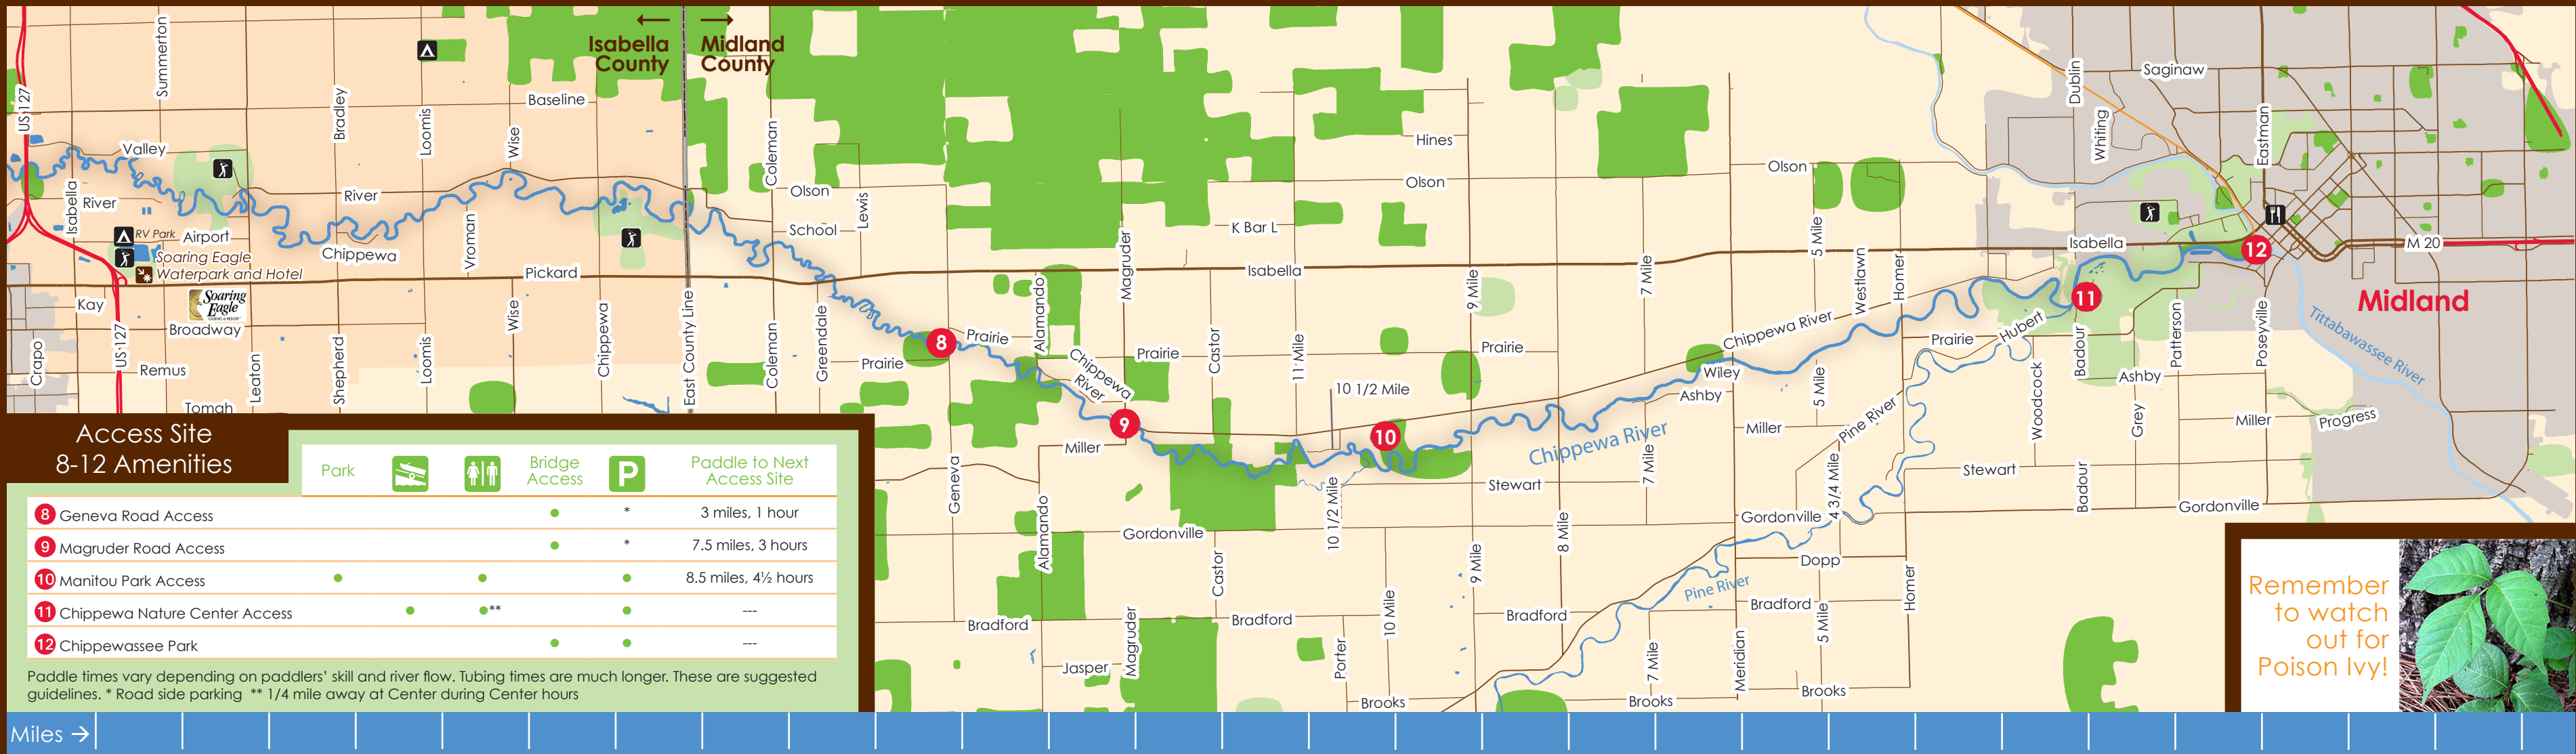 Isabella
County
Midland
County
US 127
Summerton
Bradley
Loomis
Baseline
Wise
Valley
Isabella
River
RV Park
Airport
Soaring Eagle
Waterpark and Hotel
River
Chippewa
Vroman
Pickard
Kay
Soaring
Eagle
Broadway
Crapo
US 127
Remus
Tomah
Leaton
Shepherd
Loomis
Wise
Chippewa
East County Line
Coleman
Olson
School
Lewis
Coleman
Greendale
Prairie
8
Prairie
Alamando
Chippewa
River
9
Miller
Magruder
Prairie
Castor
K Bar L
Isabella
11 Mile
10 1/2 Mile
10
Hines
Olson
9 Mile
Prairie
Chippewa River
7 Mile
Olson
5 Mile
Westlawn
Homer
Chippewa River
Wiley
Ashby
5 Mile
Miller
Pine River
Prairie
Hubert
Dublin
Saginaw
Whiting
Eastman
Isabella
M 20
12
11
Midland
Tittabawassee River
Badour
Patterson
Poseyville
Woodcock
Ashby
Grey
Miller
Progress
Stewart
Badour
Gordonville
Geneva
Alamando
Gordonville
Castor
10 1/2 Mile
Stewart
8 Mile
9 Mile
7 Mile
4 3/4 Mile
Gordonville
Dopp
Homer
Pine River
Bradford
Magruder
Jasper
Bradford
Porter
10 Mile
Brooks
Bradford
7 Mile
Brooks
Meridian
Bradford
5 Mile
Brooks
Access Site
8-12 Amenities
Park
Bridge
Access
P
Paddle to Next
Access Site
8 Geneva Road Access * 3 miles, 1 hour
9 Magruder Road Access * 7.5 miles, 3 hours
10 Manitou Park Access 8.5 miles, 4½ hours
11 Chippewa Nature Center Access ** ---
12 Chippewassee Park ---
Paddle times vary depending on paddlers' skill and river flow. Tubing times are much longer. These are suggested
guidelines. * Road side parking ** 1/4 mile away at Center during Center hours
Remember
to watch
out for
Poison Ivy!
Miles →